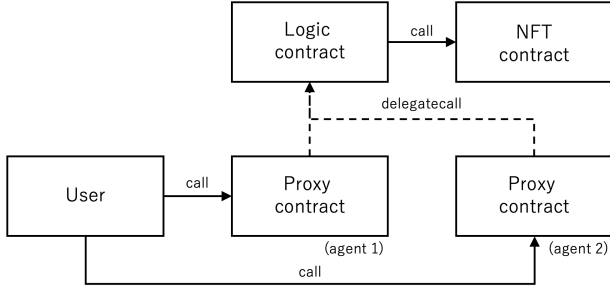 Logic
contract
call
NFT
contract
delegatecall
User
call
Proxy
contract
(agent 1)
Proxy
contract
(agent 2)
call